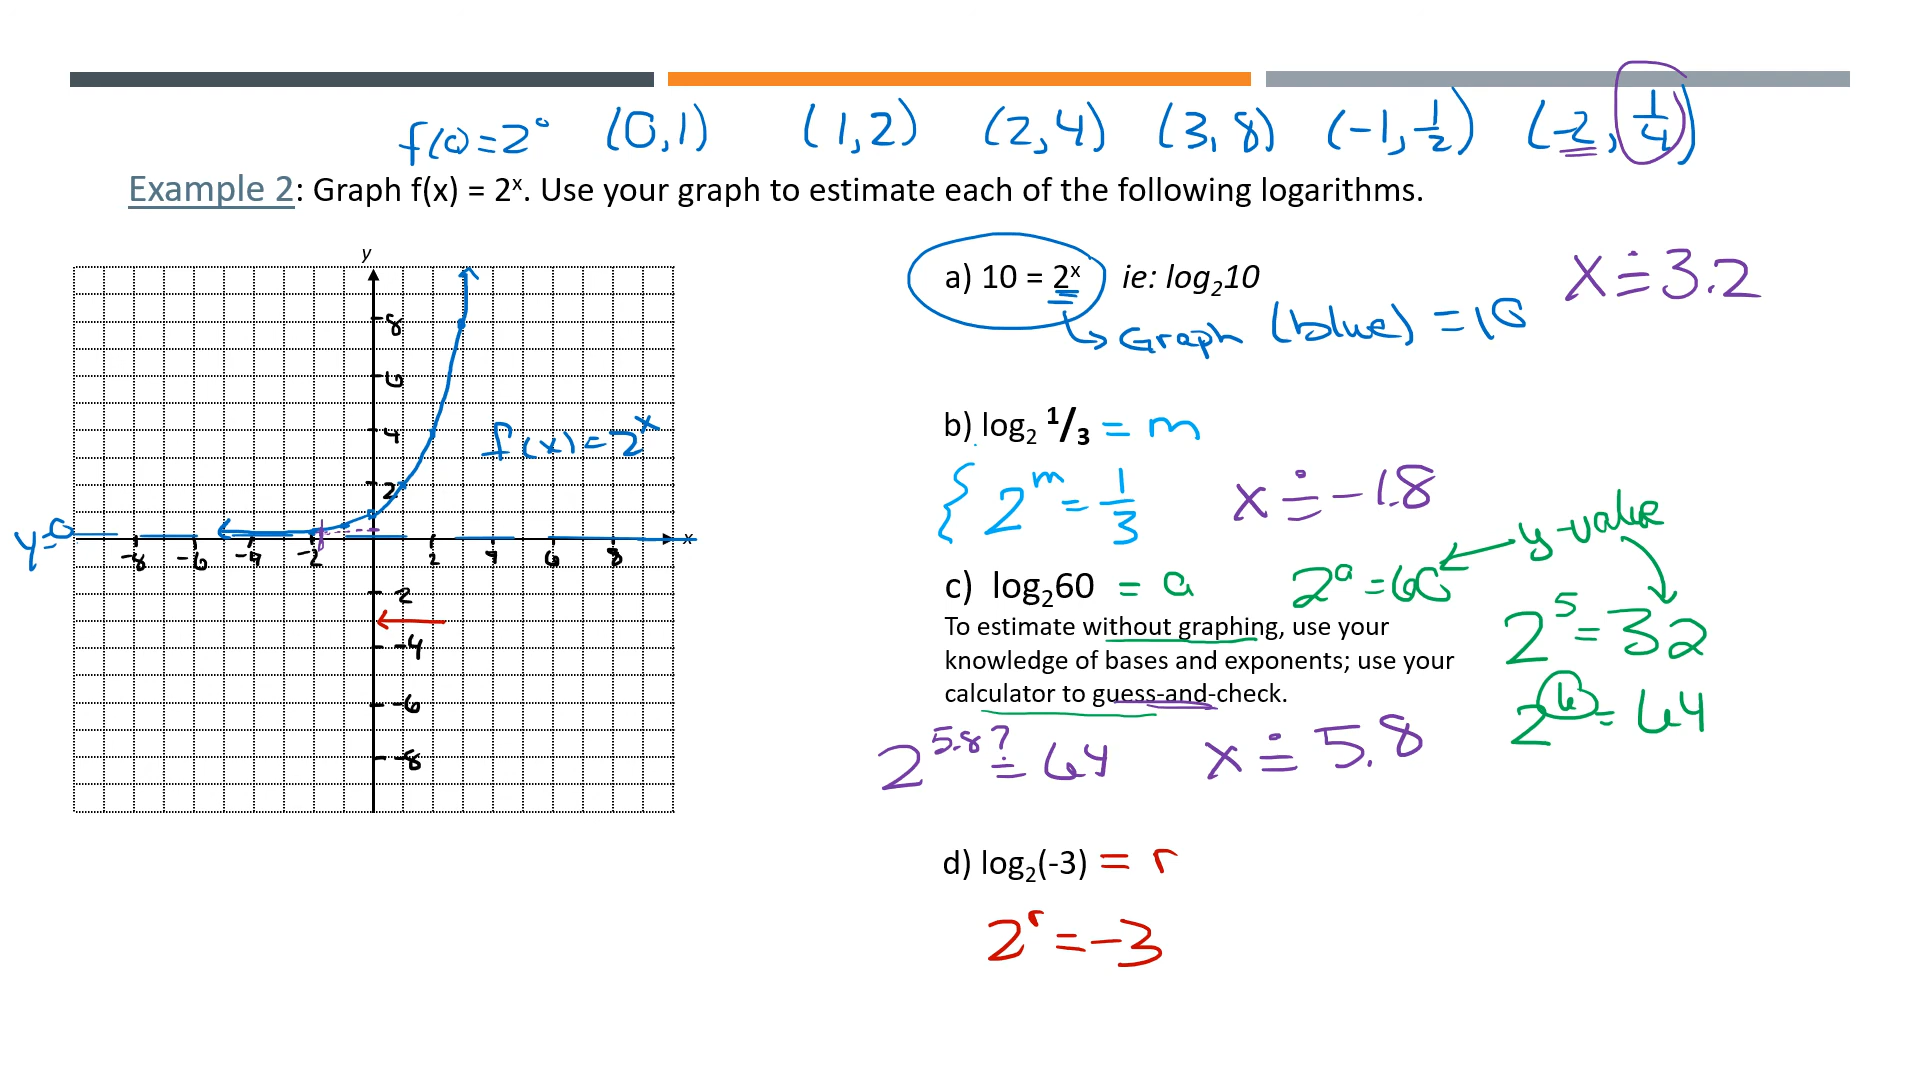 f(0)=2⁰ (0,1) (1,2) (2,4) (3,8) (-1,1/2) (-2,1/4)
Example 2: Graph f(x) = 2ˣ. Use your graph to estimate each of the following logarithms.
y
8
6
4
2
-8 -6 -4 -2 2 4 6 8 x
2
-4
-6
-8
f(x)=2ˣ
y=0
a) 10 = 2ˣ ie: log₂10 x≐3.2
↳ Graph (blue) = 10
b) log₂ ¹/₃ = m
{ 2ᵐ = 1/3 x≐-1.8
y-value
c) log₂60 = a 2ᵃ=60
To estimate without graphing, use your
knowledge of bases and exponents; use your
calculator to guess-and-check.
2⁵=32
2⁶=64
2^5.8 ≟ 64 x≐5.8
d) log₂(-3) = r
2ʳ=-3